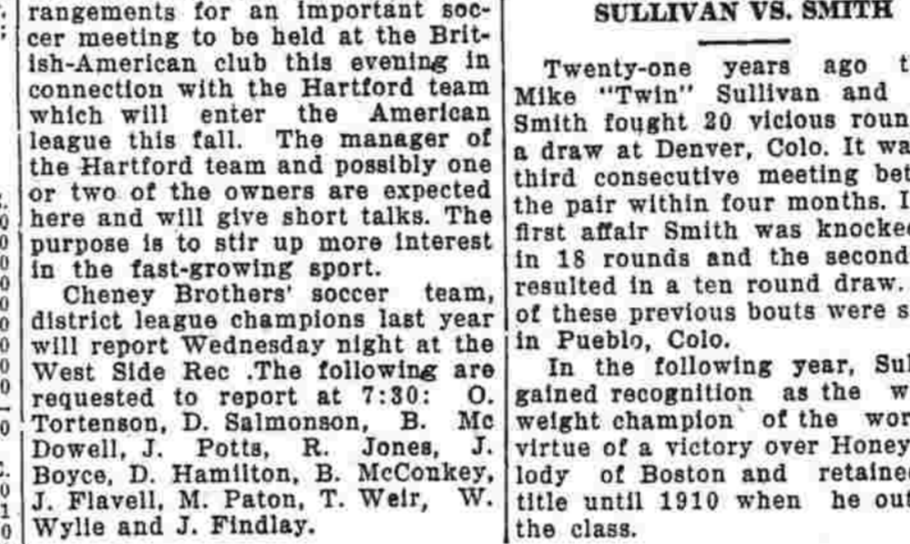 rangements for an important soc-
cer meeting to be held at the Brit-
ish-American club this evening in
connection with the Hartford team
which will enter the American
league this fall. The manager of
the Hartford team and possibly one
or two of the owners are expected
here and will give short talks. The
purpose is to stir up more interest
in the fast-growing sport.
Cheney Brothers' soccer team,
district league champions last year
will report Wednesday night at the
West Side Rec .The following are
requested to report at 7:30: O.
Tortenson, D. Salmonson, B. Mc
Dowell, J. Potts, R. Jones, J.
Boyce, D. Hamilton, B. McConkey,
J. Flavell, M. Paton, T. Weir, W.
Wylie and J. Findlay.
SULLIVAN VS. SMITH
Twenty-one years ago t
Mike "Twin" Sullivan and
Smith fought 20 vicious roun
a draw at Denver, Colo. It wa
third consecutive meeting bet
the pair within four months. I
first affair Smith was knocke
in 18 rounds and the second
resulted in a ten round draw.
of these previous bouts were s
in Pueblo, Colo.
In the following year, Sul
gained recognition as the w
weight champion of the wor
virtue of a victory over Honey
lody of Boston and retaine
title until 1910 when he out
the class.